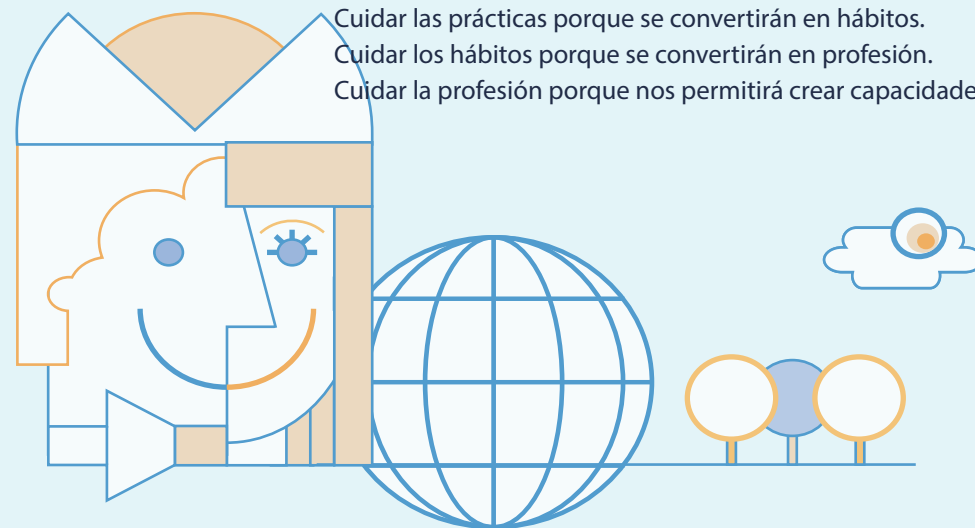 Cuidar las prácticas porque se convertirán en hábitos.
Cuidar los hábitos porque se convertirán en profesión.
Cuidar la profesión porque nos permitirá crear capacidade